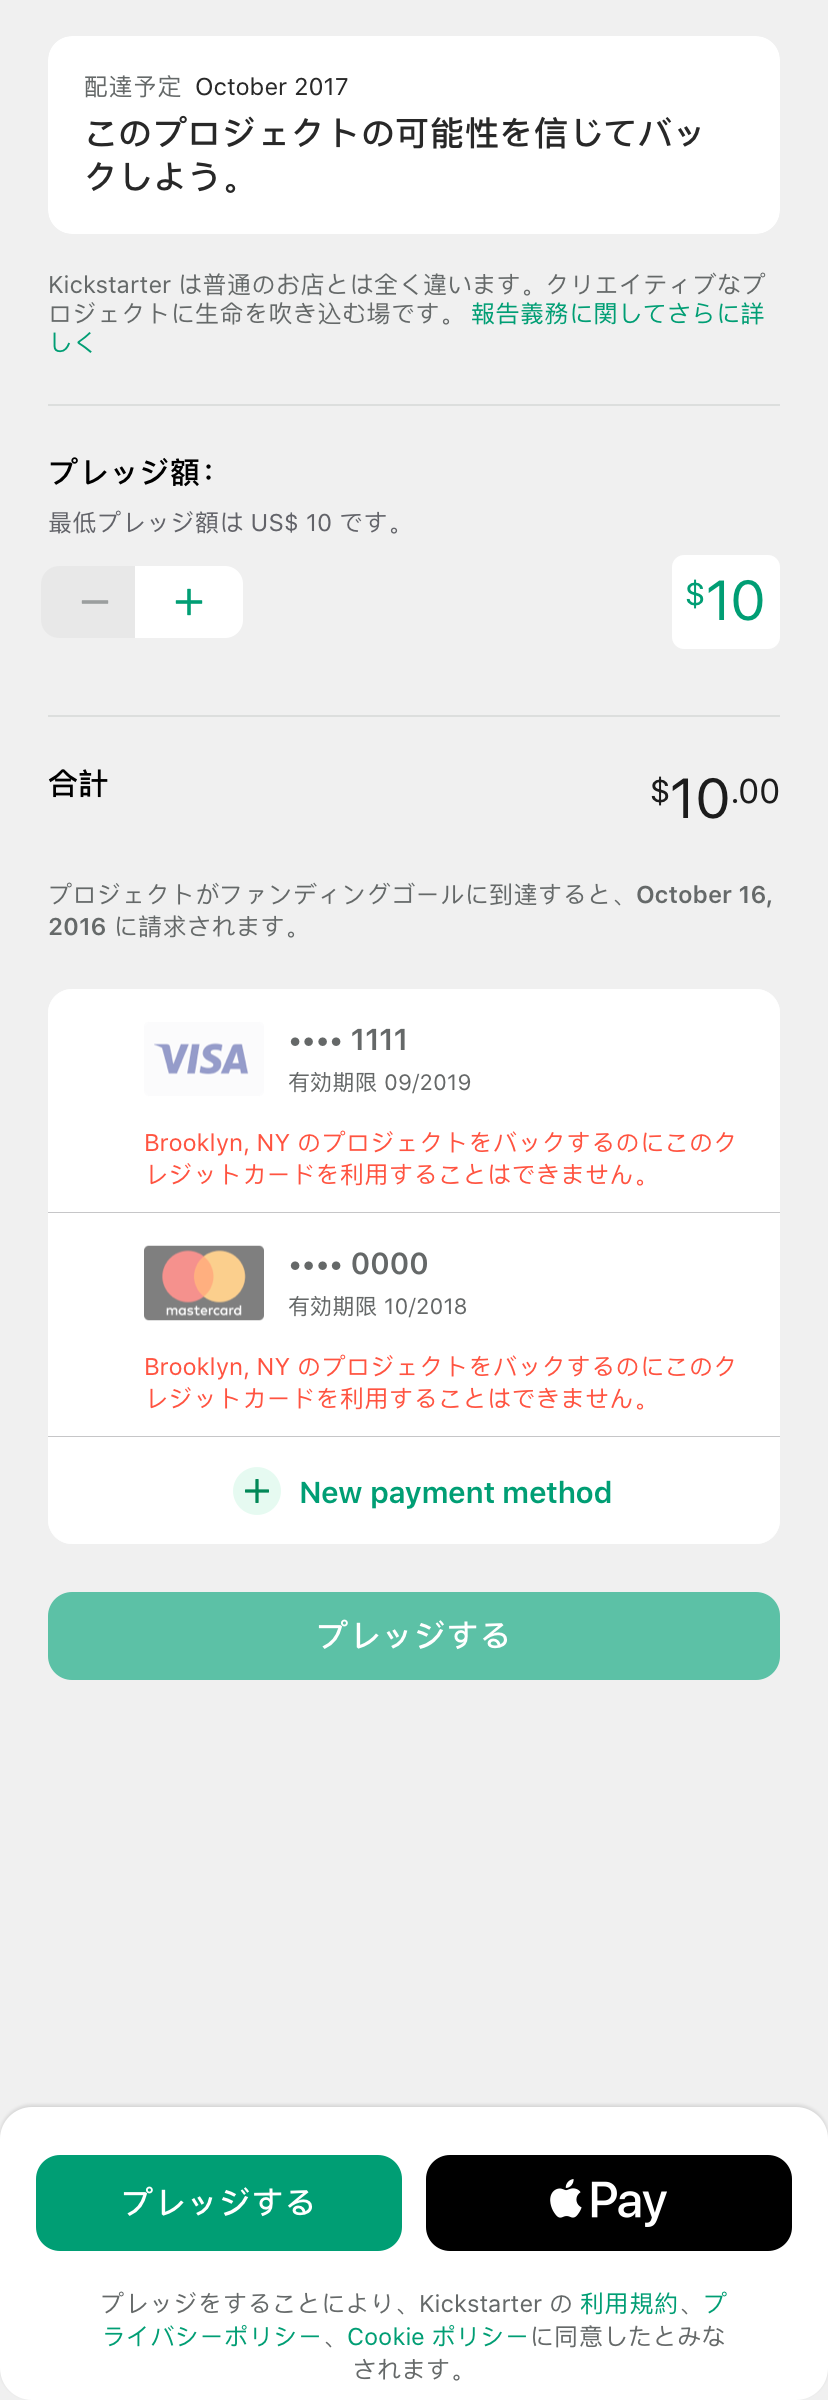 配達予定 October 2017
このプロジェクトの可能性を信じてバッ
クしよう。
Kickstarter は普通のお店とは全く違います。クリエイティブなプ
ロジェクトに生命を吹き込む場です。 報告義務に関してさらに詳
しく
プレッジ額：
最低プレッジ額は US$ 10 です。
− + $10
合計 $10.00
プロジェクトがファンディングゴールに到達すると、October 16,
2016 に請求されます。
VISA •••• 1111
有効期限 09/2019
Brooklyn, NY のプロジェクトをバックするのにこのク
レジットカードを利用することはできません。
•••• 0000
mastercard 有効期限 10/2018
Brooklyn, NY のプロジェクトをバックするのにこのク
レジットカードを利用することはできません。
+ New payment method
プレッジする
プレッジする Pay
プレッジをすることにより、Kickstarter の 利用規約、プ
ライバシーポリシー、Cookie ポリシーに同意したとみな
されます。